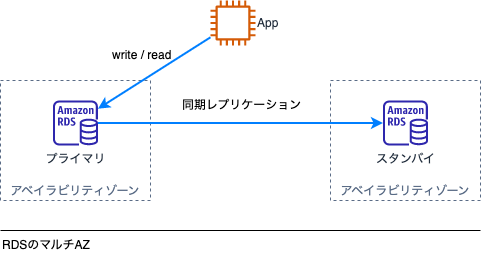 App
write / read
同期レプリケーション
Amazon
RDS
Amazon
RDS
プライマリ
スタンバイ
アベイラビリティゾーン
アベイラビリティゾーン
RDSのマルチAZ